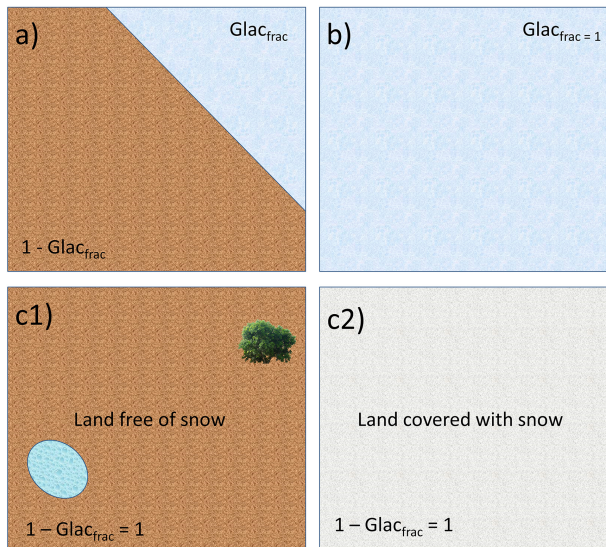 a)
Glac_frac
1 - Glac_frac
b)
Glac_frac = 1
c1)
Land free of snow
1 – Glac_frac = 1
c2)
Land covered with snow
1 – Glac_frac = 1